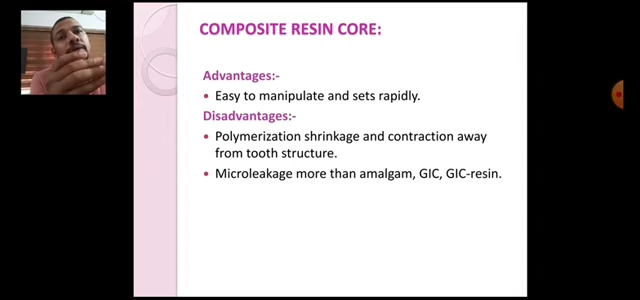 COMPOSITE RESIN CORE:
Advantages:-
• Easy to manipulate and sets rapidly.
Disadvantages:-
• Polymerization shrinkage and contraction away
from tooth structure.
• Microleakage more than amalgam, GIC, GIC-resin.